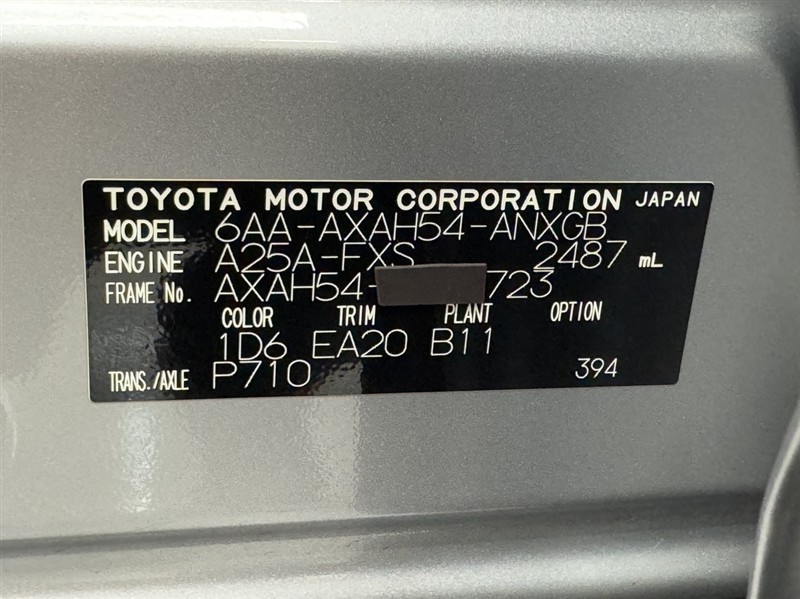 TOYOTA MOTOR CORPORATION JAPAN
MODEL 6AA-AXAH54-ANXGB
ENGINE A25A-FXS 2487 mL
FRAME No. AXAH54- 723
COLOR TRIM PLANT OPTION
1D6 EA20 B11
TRANS./AXLE P710 394